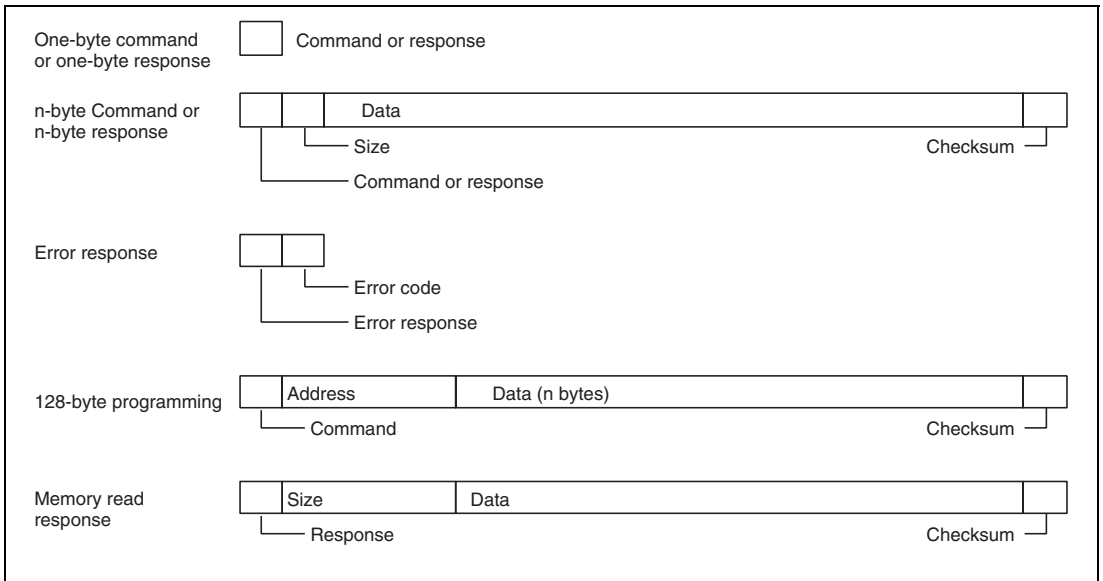 One-byte command
or one-byte response
Command or response
n-byte Command or
n-byte response
Data
Size
Checksum
Command or response
Error response
Error code
Error response
128-byte programming
Address
Data (n bytes)
Command
Checksum
Memory read
response
Size
Data
Response
Checksum